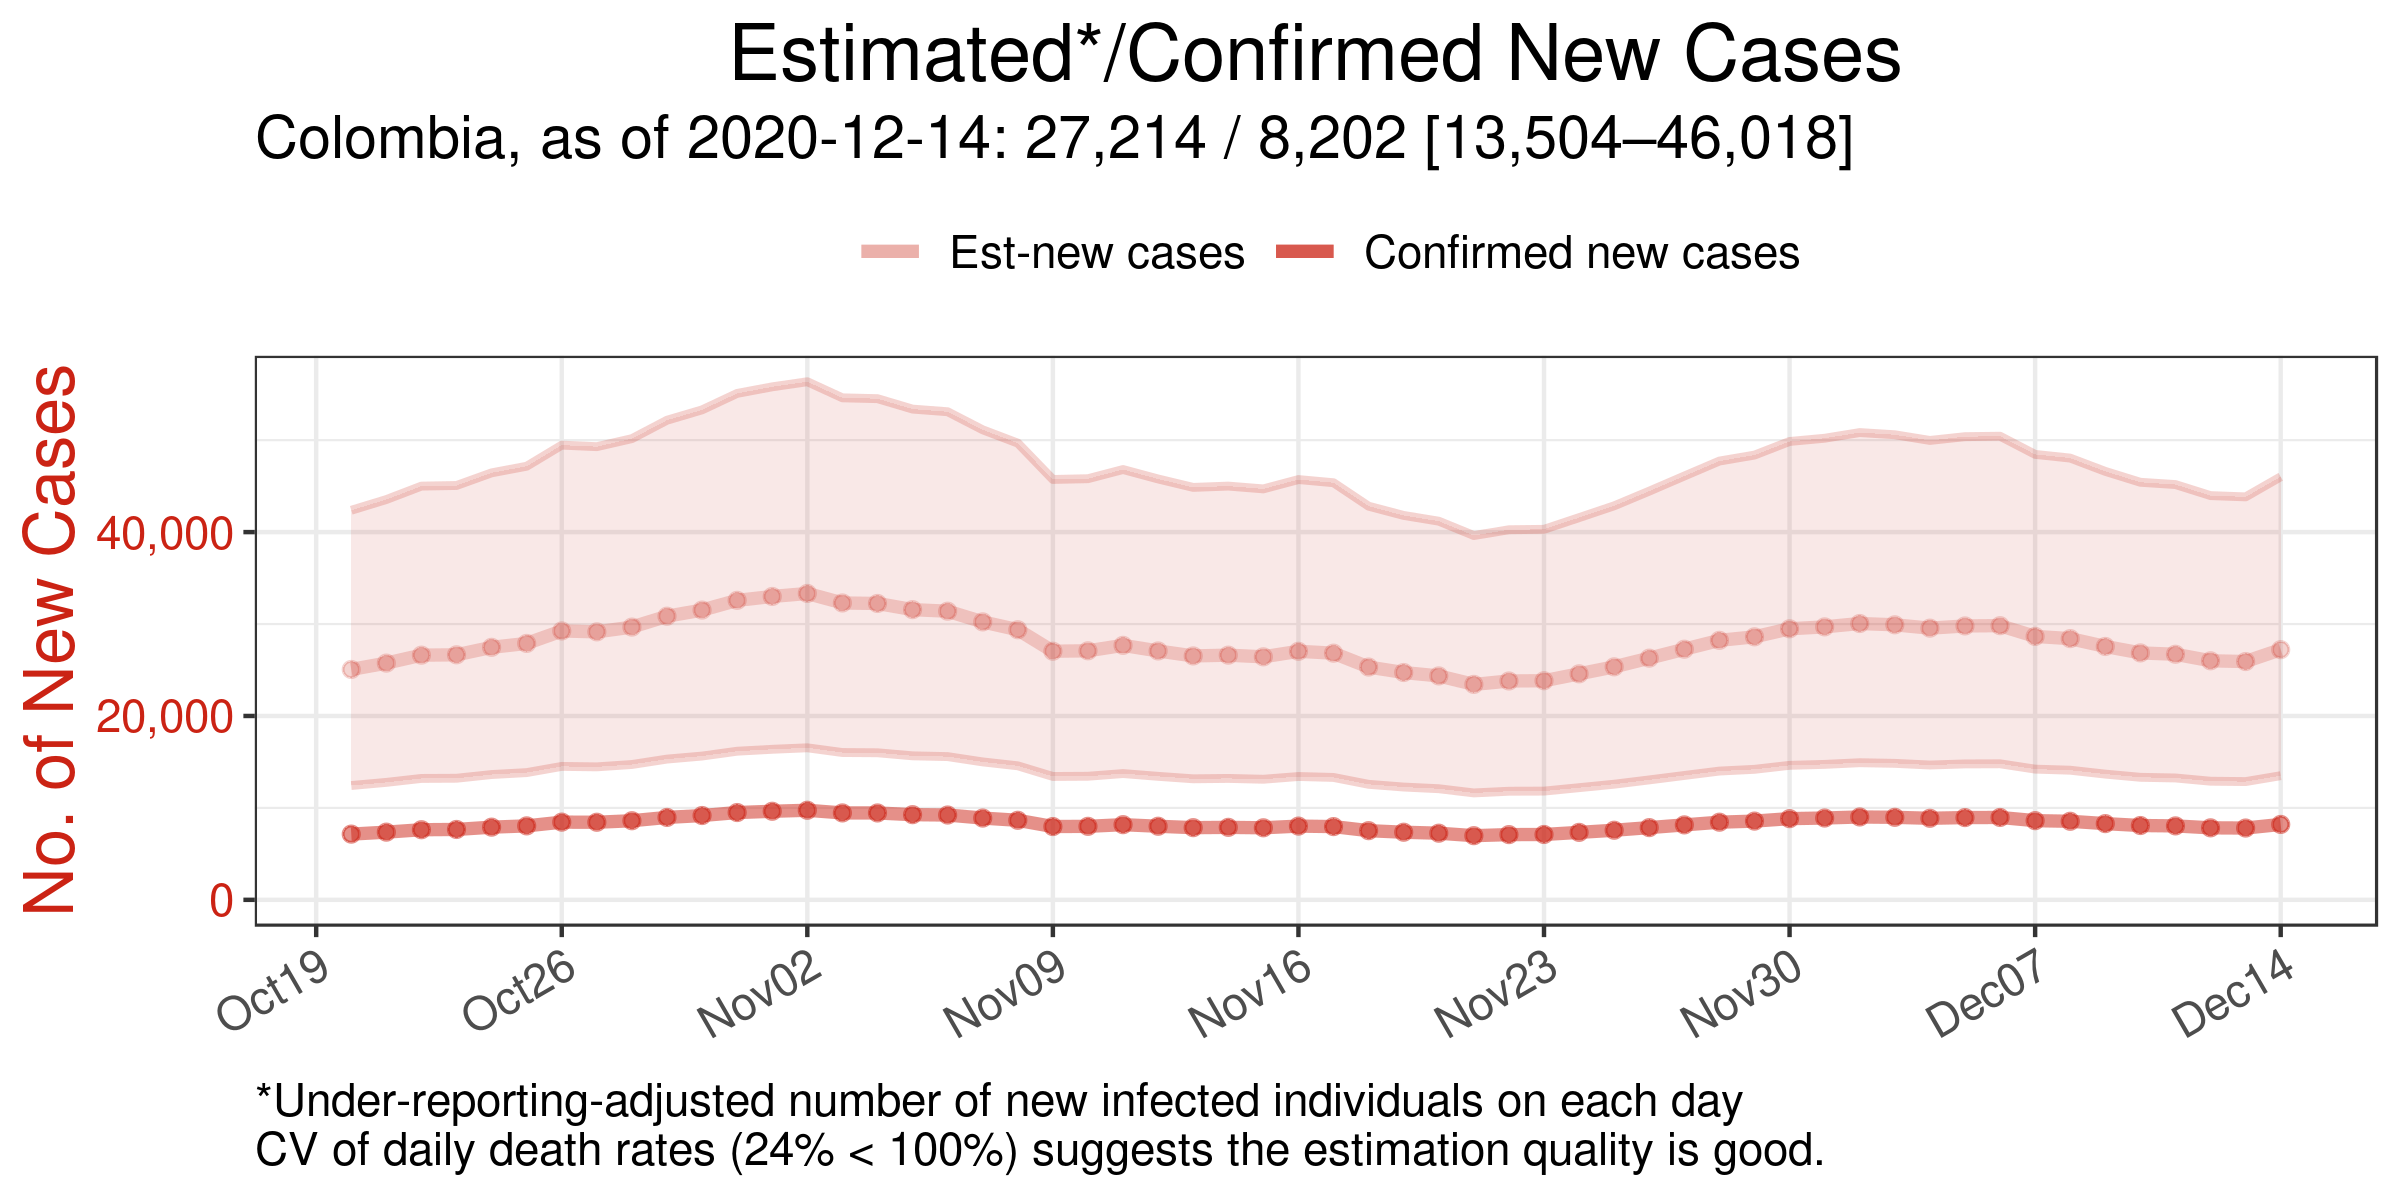 Estimated*/Confirmed New Cases
Colombia, as of 2020-12-14: 27,214 / 8,202 [13,504–46,018]
Est-new cases Confirmed new cases
No. of New Cases
40,000
20,000
0
Oct19 Oct26 Nov02 Nov09 Nov16 Nov23 Nov30 Dec07 Dec14
*Under-reporting-adjusted number of new infected individuals on each day
CV of daily death rates (24% < 100%) suggests the estimation quality is good.